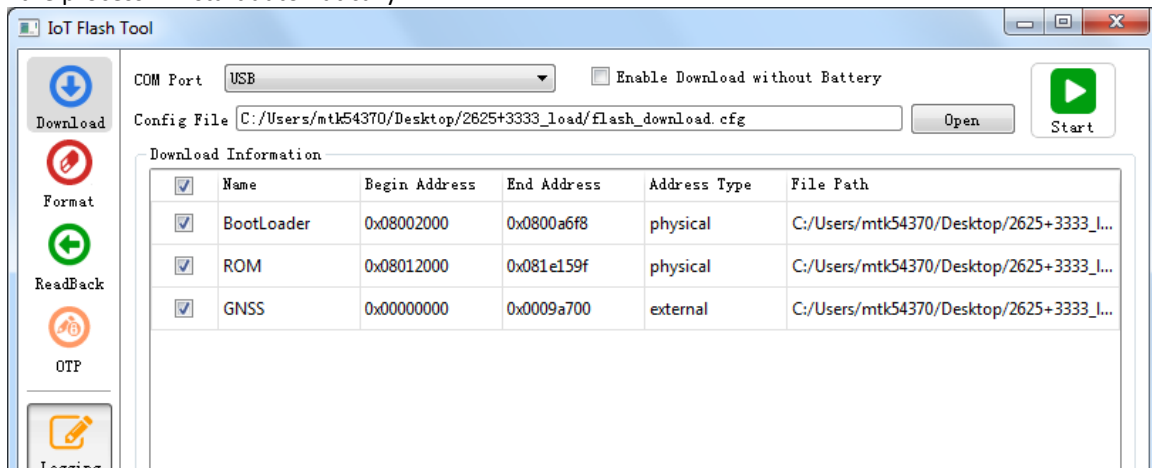 IoT Flash Tool
COM Port USB Enable Download without Battery
Download
Config File C:/Users/mtk54370/Desktop/2625+3333_load/flash_download.cfg Open Start
Download Information
Name Begin Address End Address Address Type File Path
Format
BootLoader 0x08002000 0x0800a6f8 physical C:/Users/mtk54370/Desktop/2625+3333_l...
ROM 0x08012000 0x081e159f physical C:/Users/mtk54370/Desktop/2625+3333_l...
ReadBack
GNSS 0x00000000 0x0009a700 external C:/Users/mtk54370/Desktop/2625+3333_l...
OTP
Logging